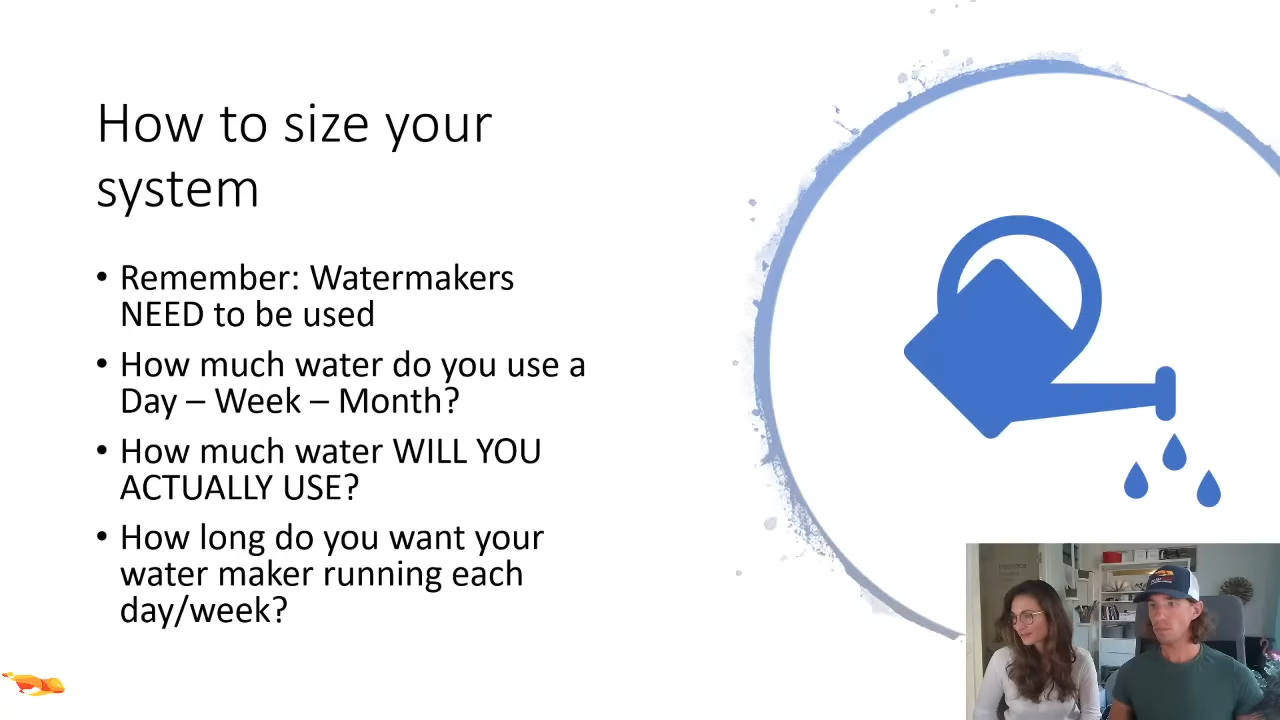 How to size your
system
• Remember: Watermakers
NEED to be used
• How much water do you use a
Day – Week – Month?
• How much water WILL YOU
ACTUALLY USE?
• How long do you want your
water maker running each
day/week?